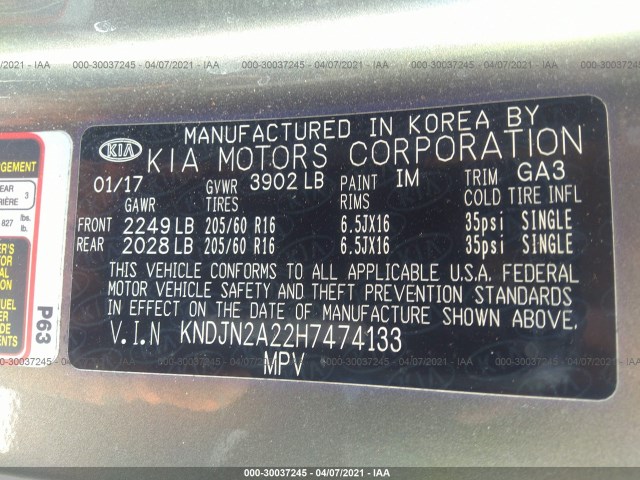 000-30037245 - 04/07/2021 - IAA
MANUFACTURED IN KOREA BY
KIA KIA MOTORS CORPORATION
01/17 GVWR 3902 LB PAINT IM TRIM GA3
GAWR TIRES RIMS COLD TIRE INFL
FRONT 2249 LB 205/60 R16 6.5JX16 35psi SINGLE
REAR 2028 LB 205/60 R16 6.5JX16 35psi SINGLE
THIS VEHICLE CONFORMS TO ALL APPLICABLE U.S.A. FEDERAL
MOTOR VEHICLE SAFETY AND THEFT PREVENTION STANDARDS
IN EFFECT ON THE DATE OF MANUFACTURE SHOWN ABOVE.
V.I.N KNDJN2A22H7474133
MPV
3
827 lbs.
P63
000-30037245 - 04/07/2021 - IAA